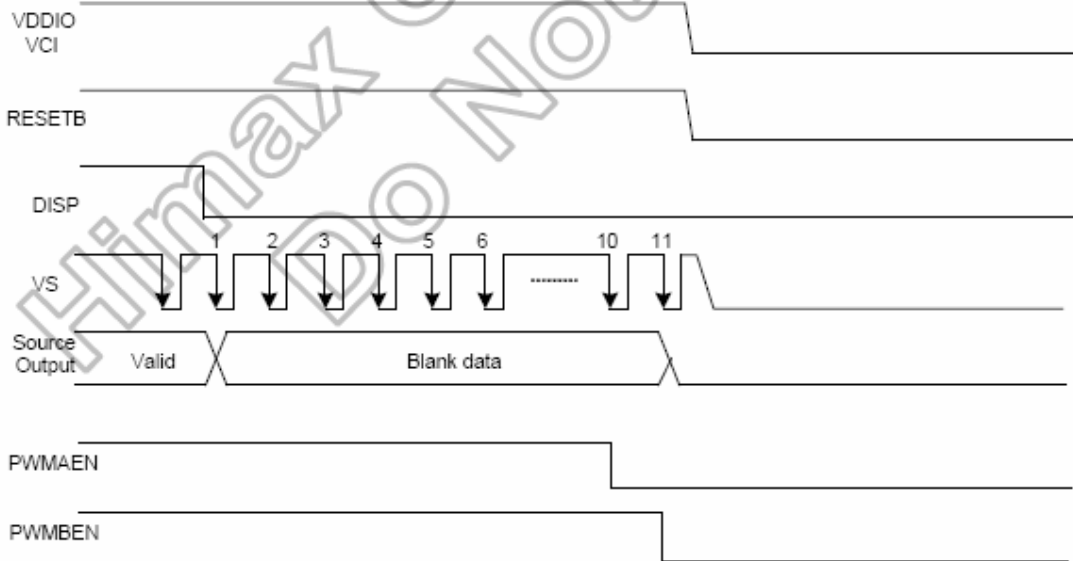 VDDIO
VCI
RESETB
DISP
1 2 3 4 5 6 10 11
VS
Source
Output
Valid
Blank data
PWMAEN
PWMBEN
Himax
Do Not